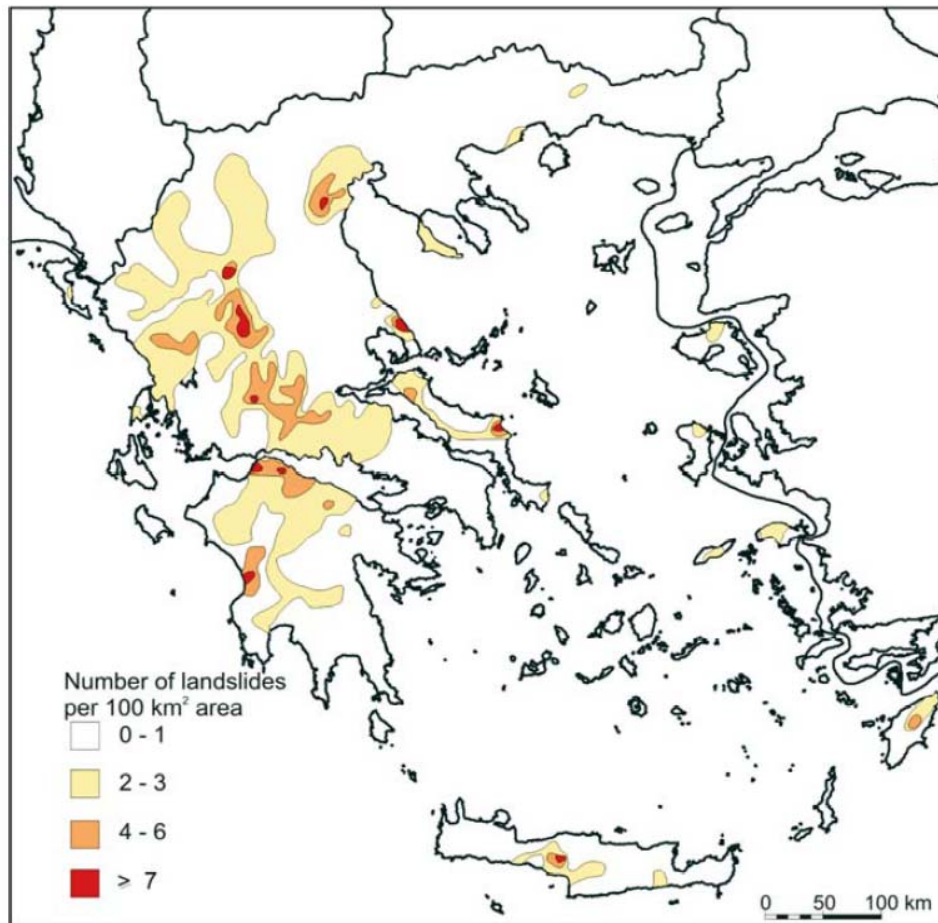 Number of landslides
per 100 km² area
0 - 1
2 - 3
4 - 6
≥ 7
0 50 100 km